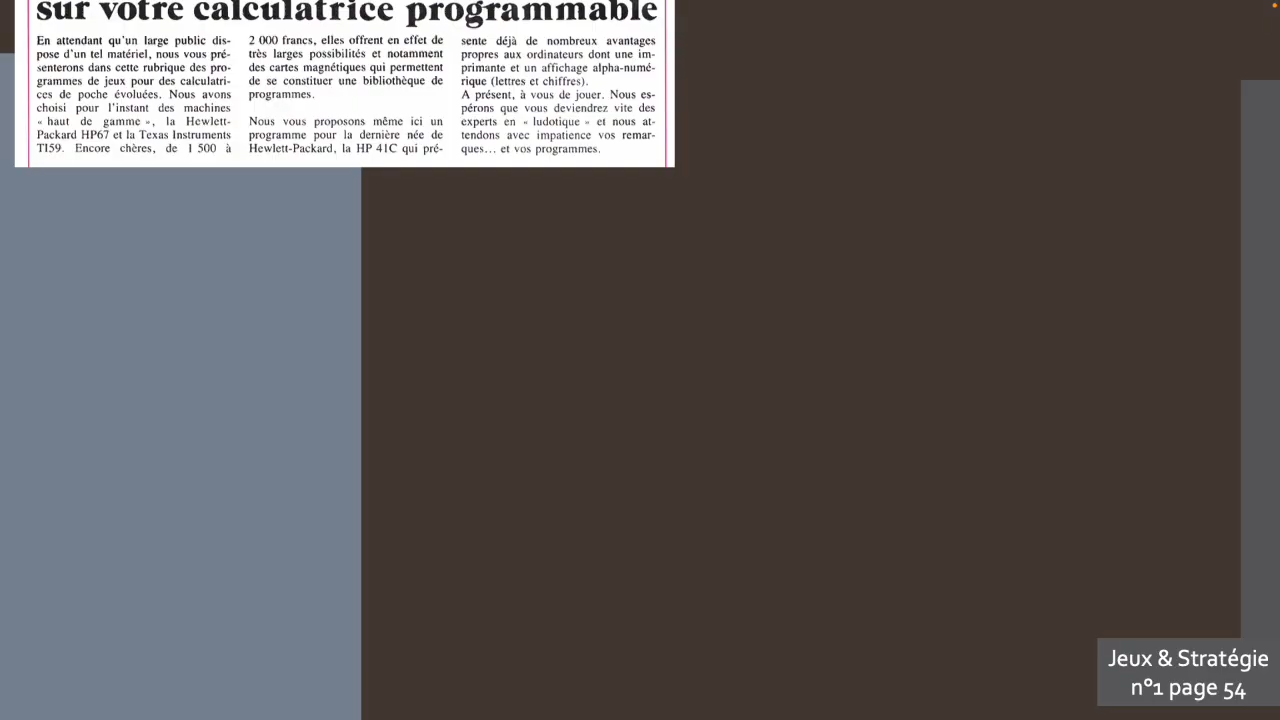 sur votre calculatrice programmable
En attendant qu'un large public dis-
pose d'un tel matériel, nous vous pré-
senterons dans cette rubrique des pro-
grammes de jeux pour des calculatri-
ces de poche évoluées. Nous avons
choisi pour l'instant des machines
« haut de gamme », la Hewlett-
Packard HP67 et la Texas Instruments
TI59. Encore chères, de 1 500 à
2 000 francs, elles offrent en effet de
très larges possibilités et notamment
des cartes magnétiques qui permettent
de se constituer une bibliothèque de
programmes.
Nous vous proposons même ici un
programme pour la dernière née de
Hewlett-Packard, la HP 41C qui pré-
sente déjà de nombreux avantages
propres aux ordinateurs dont une im-
primante et un affichage alpha-numé-
rique (lettres et chiffres).
A présent, à vous de jouer. Nous es-
pérons que vous deviendrez vite des
experts en « ludotique » et nous at-
tendons avec impatience vos remar-
ques... et vos programmes.
Jeux & Stratégie
n°1 page 54